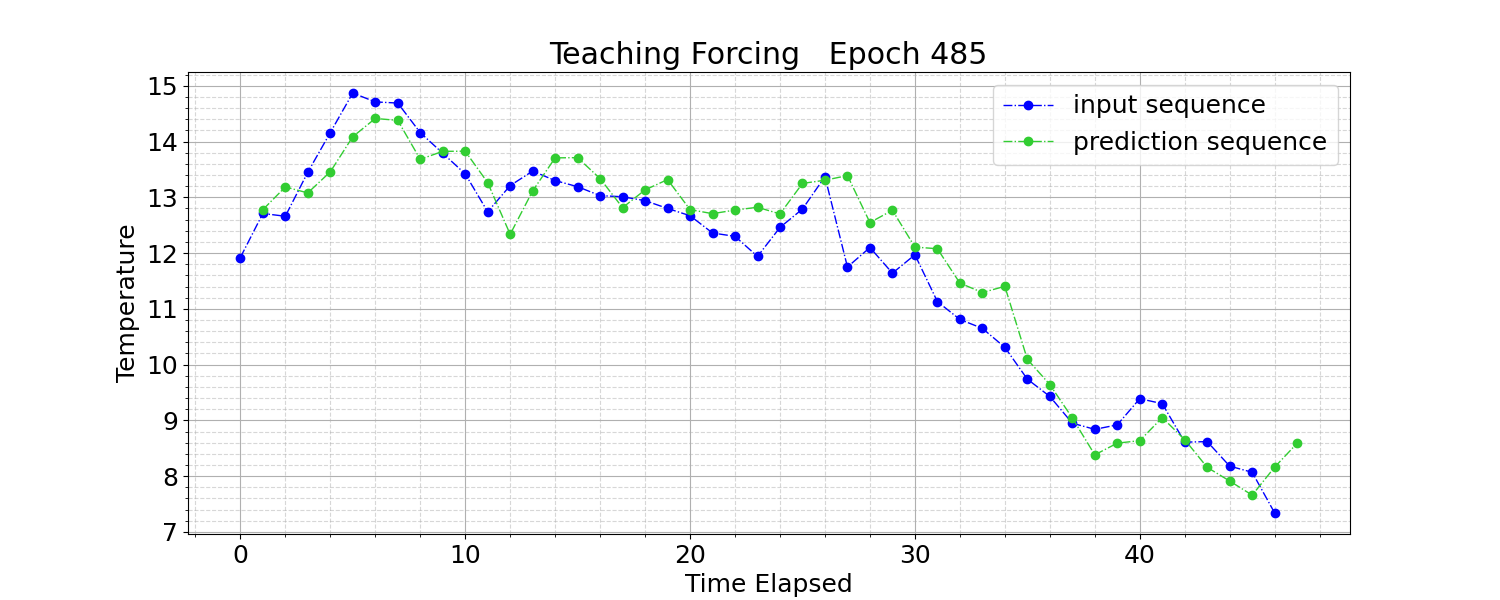 Teaching Forcing   Epoch 485
input sequence
prediction sequence
Temperature
15
14
13
12
11
10
9
8
7
0 10 20 30 40
Time Elapsed